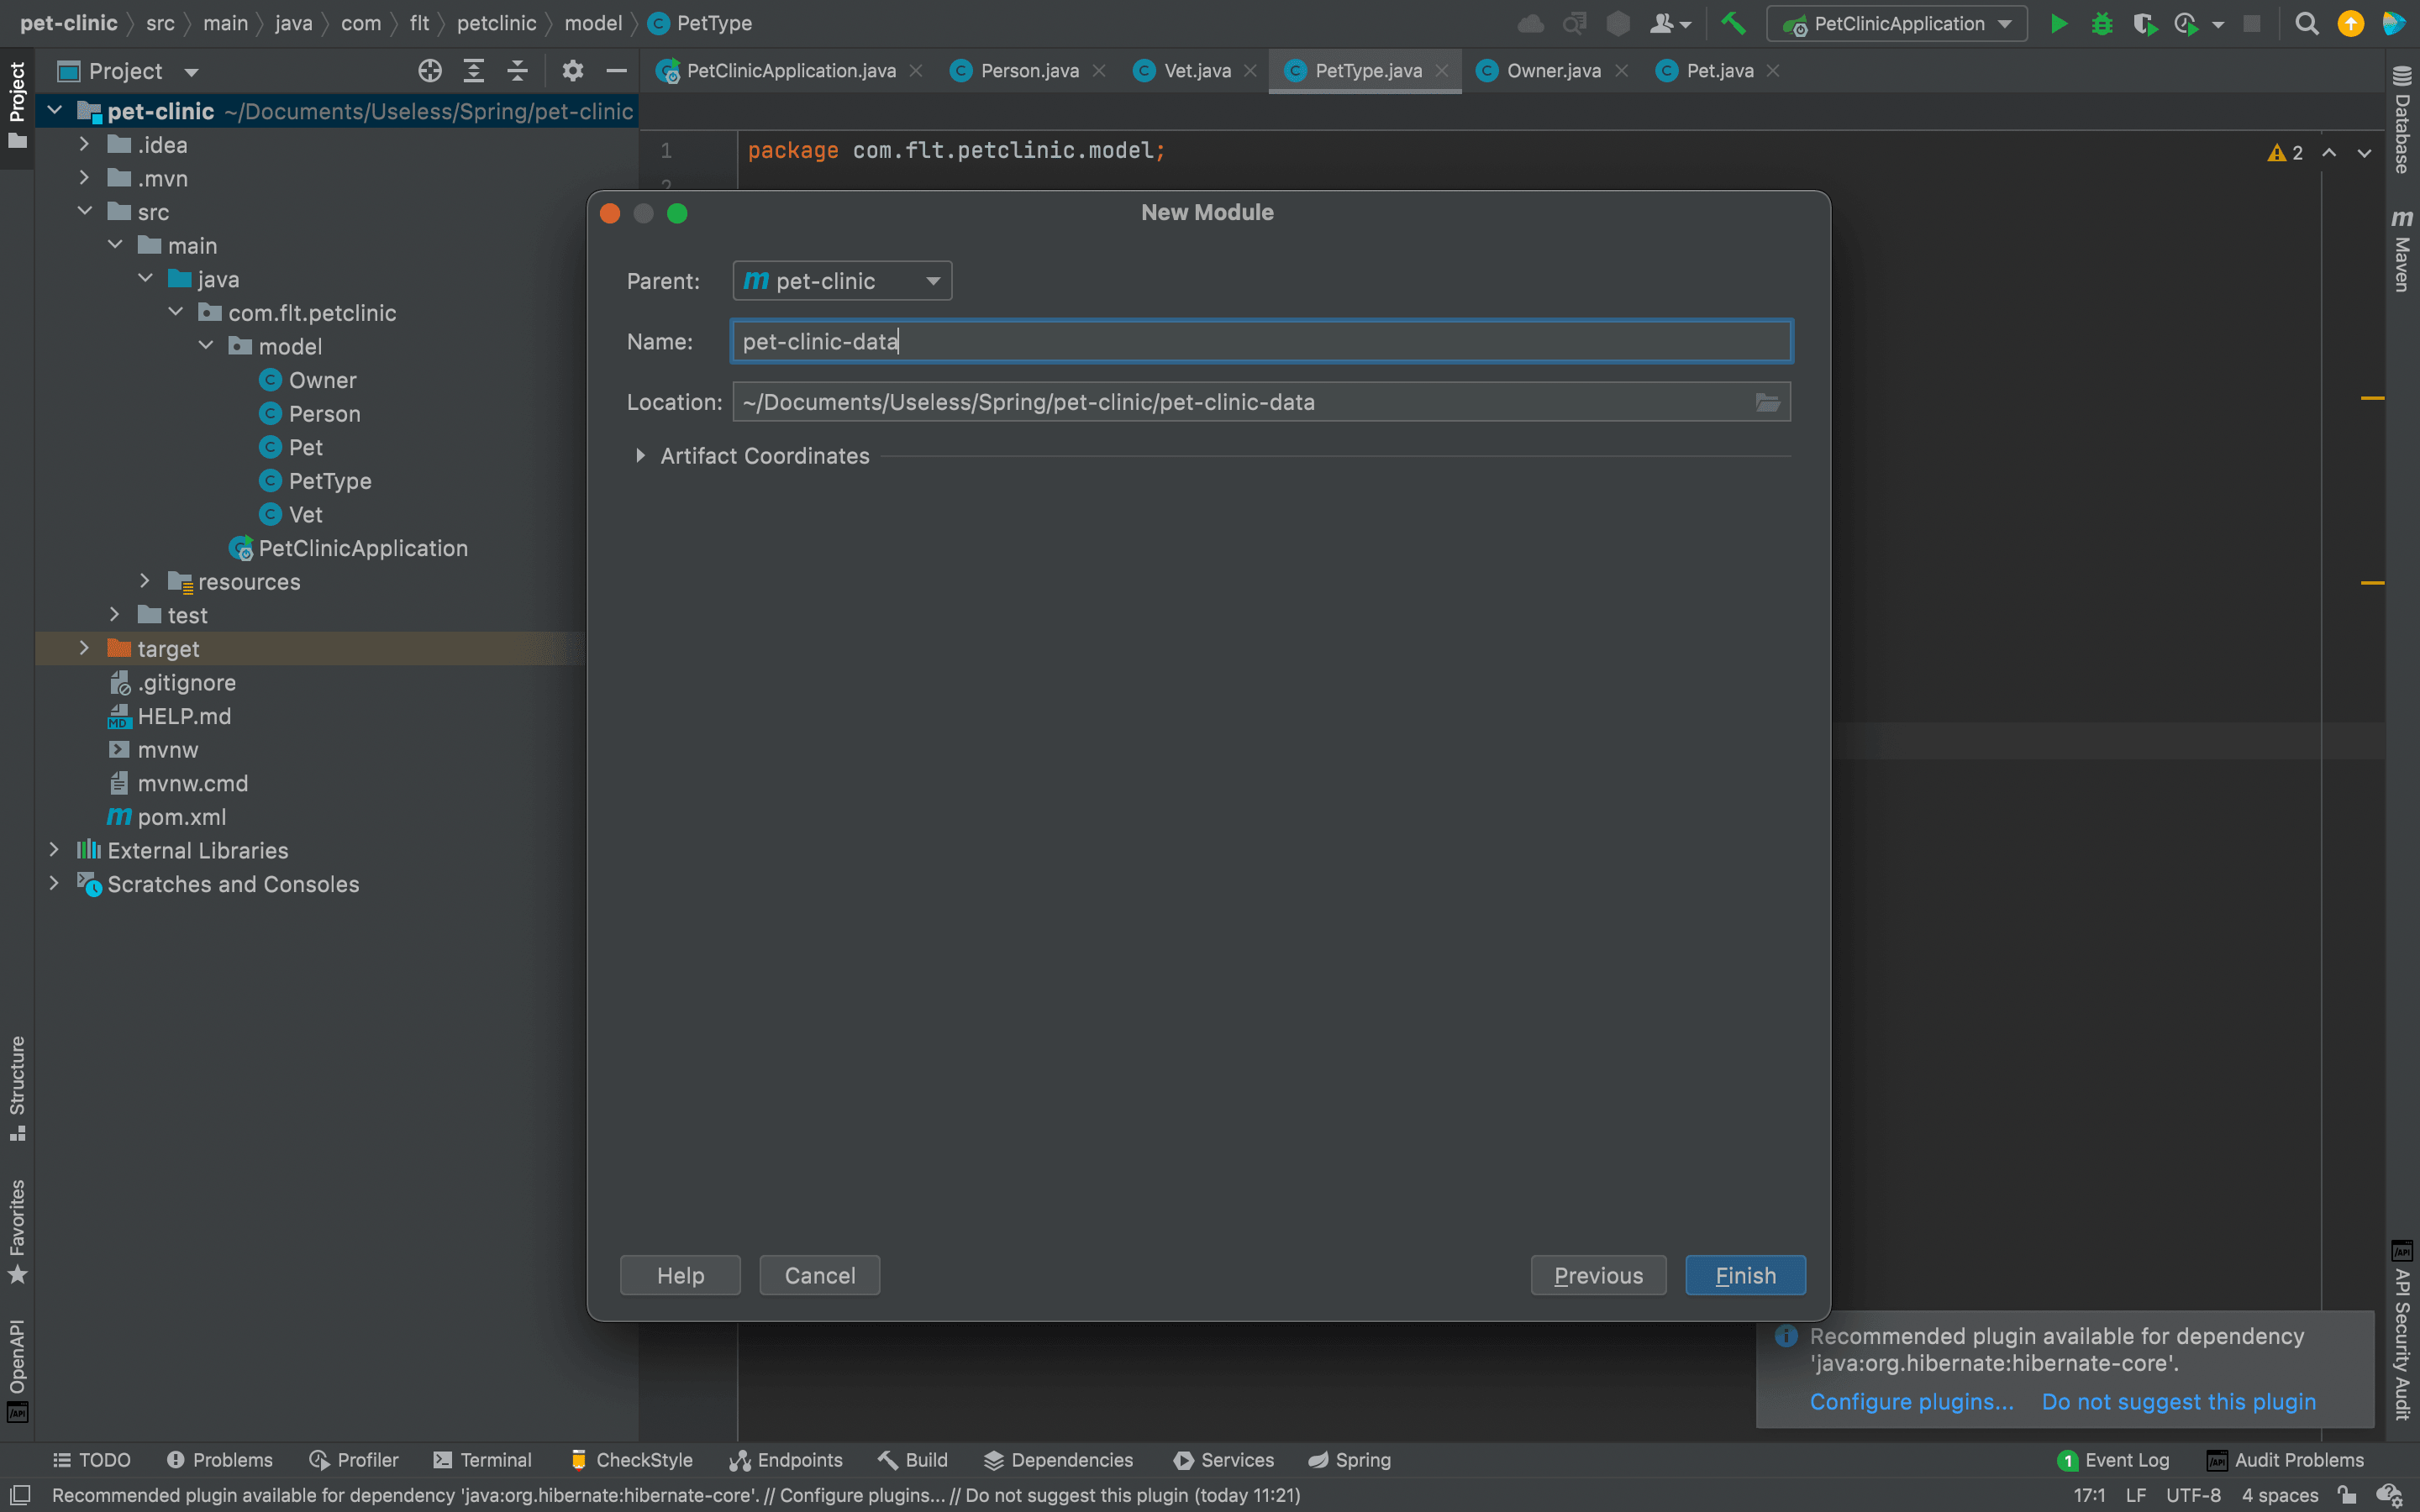 pet-clinic src main java com flt petclinic model PetType
PetClinicApplication
Project
PetClinicApplication.java Person.java Vet.java PetType.java Owner.java Pet.java
Project
pet-clinic ~/Documents/Useless/Spring/pet-clinic
.idea
.mvn
src
main
java
com.flt.petclinic
model
Owner
Person
Pet
PetType
Vet
PetClinicApplication
resources
test
target
.gitignore
HELP.md
mvnw
mvnw.cmd
pom.xml
External Libraries
Scratches and Consoles
Structure
Favorites
OpenAPI
1 package com.flt.petclinic.model;
2
2
New Module
Parent: pet-clinic
Name: pet-clinic-data
Location: ~/Documents/Useless/Spring/pet-clinic/pet-clinic-data
Artifact Coordinates
Help Cancel Previous Finish
Database
Maven
API Security Audit
Recommended plugin available for dependency
'java:org.hibernate:hibernate-core'.
Configure plugins... Do not suggest this plugin
TODO Problems Profiler Terminal CheckStyle Endpoints Build Dependencies Services Spring 1 Event Log Audit Problems
Recommended plugin available for dependency 'java:org.hibernate:hibernate-core'. // Configure plugins... // Do not suggest this plugin (today 11:21) 17:1 LF UTF-8 4 spaces